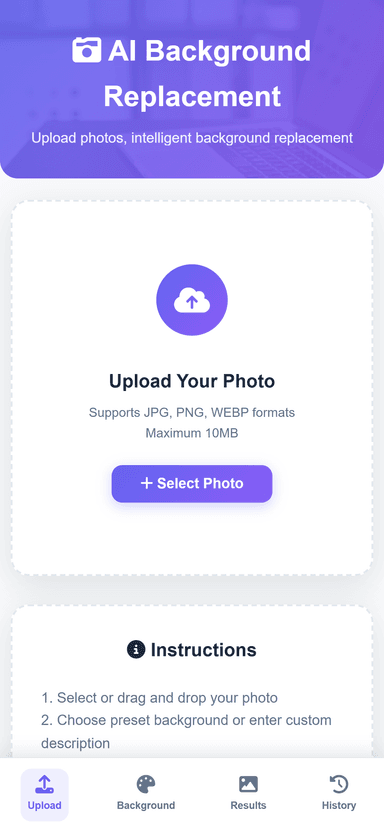 AI Background
Replacement
Upload photos, intelligent background replacement
Upload Your Photo
Supports JPG, PNG, WEBP formats
Maximum 10MB
+ Select Photo
Instructions
1. Select or drag and drop your photo
2. Choose preset background or enter custom
description
Upload
Background
Results
History